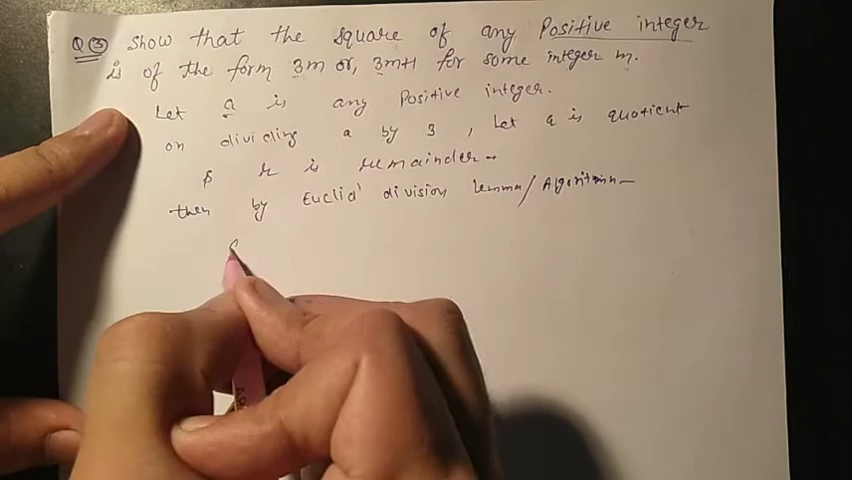 Q ③ Show that the square of any Positive integer
is of the form 3m or, 3m+1 for some integer m.
Let a is any Positive integer.
on dividing a by 3, Let q is quotient
& r is remainder.
then by Euclid' division lemma/